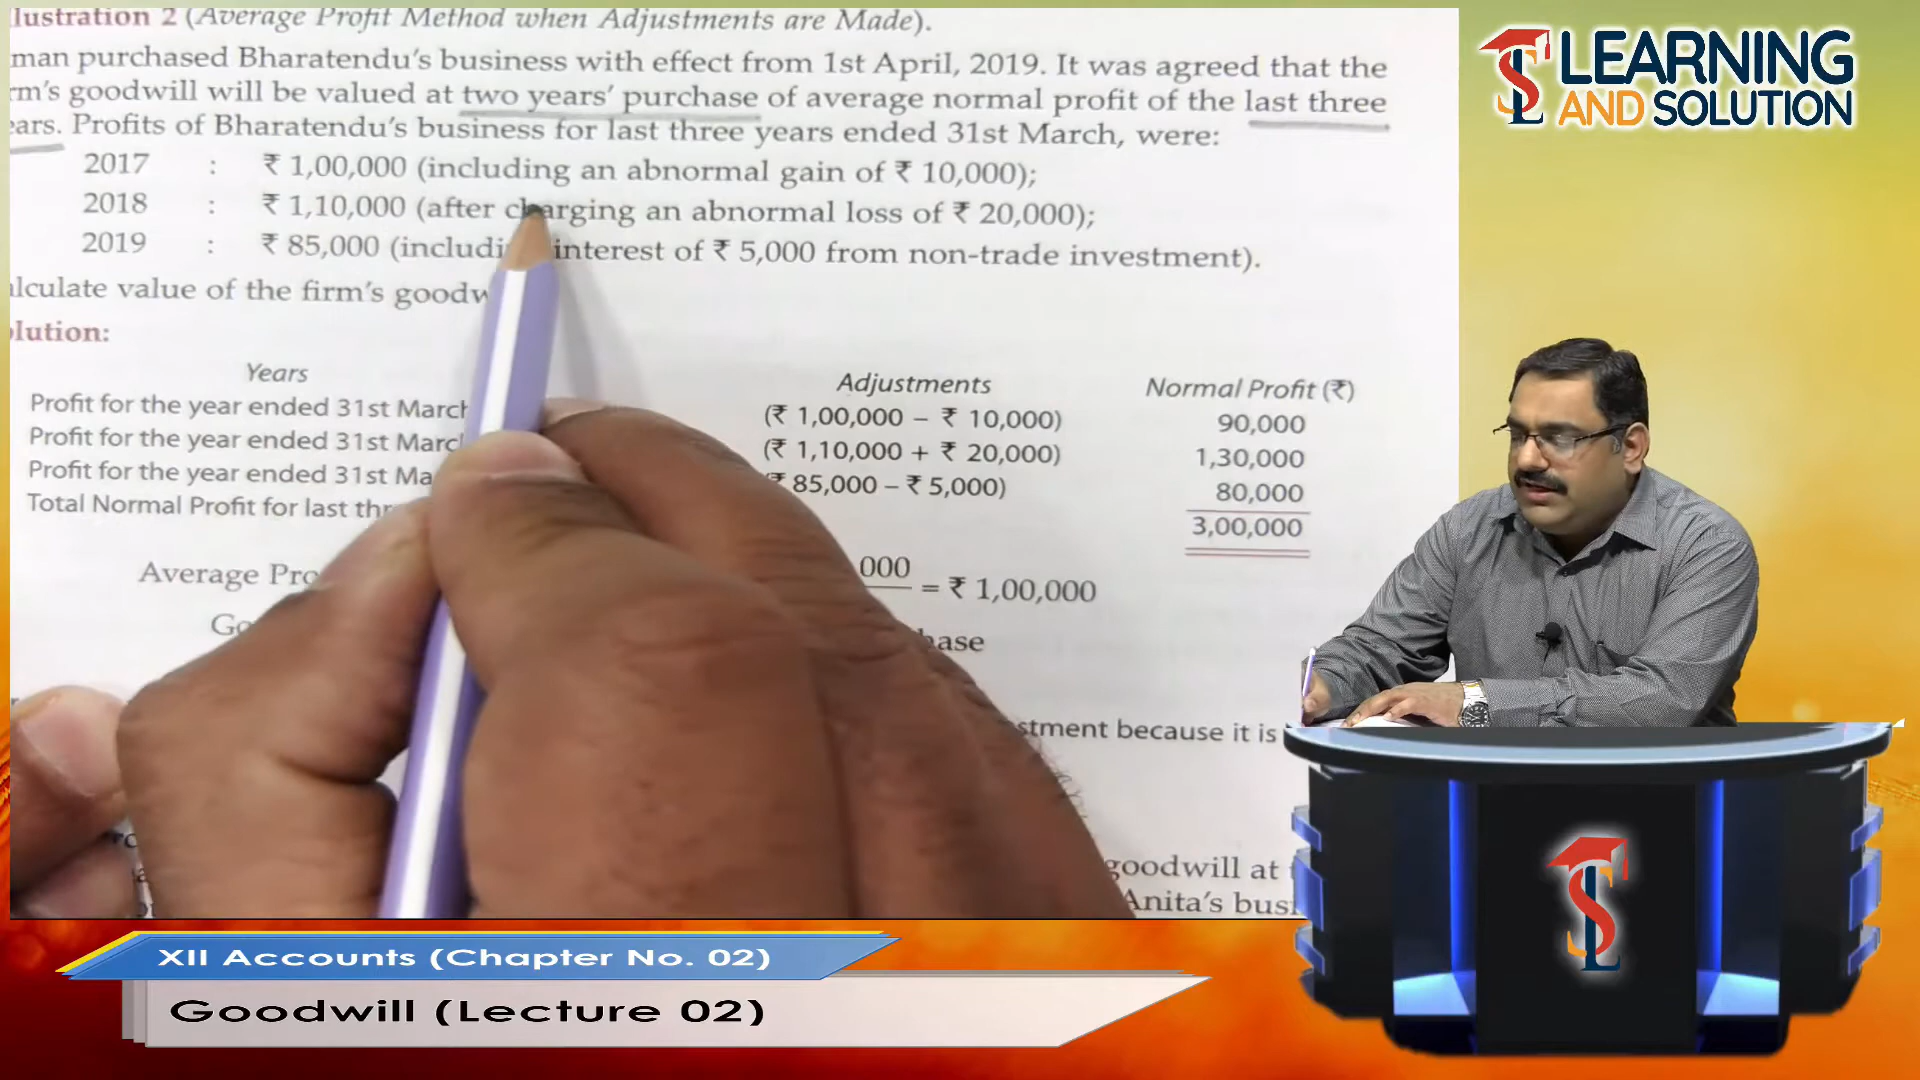 lustration 2 (Average Profit Method when Adjustments are Made).
man purchased Bharatendu's business with effect from 1st April, 2019. It was agreed that the
rm's goodwill will be valued at two years' purchase of average normal profit of the last three
ears. Profits of Bharatendu's business for last three years ended 31st March, were:
2017 : ₹ 1,00,000 (including an abnormal gain of ₹ 10,000);
2018 : ₹ 1,10,000 (after charging an abnormal loss of ₹ 20,000);
2019 : ₹ 85,000 (includi interest of ₹ 5,000 from non-trade investment).
lculate value of the firm's goodw
lution:
Years Adjustments Normal Profit (₹)
Profit for the year ended 31st March (₹ 1,00,000 – ₹ 10,000) 90,000
Profit for the year ended 31st Marc (₹ 1,10,000 + ₹ 20,000) 1,30,000
Profit for the year ended 31st Ma ₹ 85,000 – ₹ 5,000) 80,000
Total Normal Profit for last thr 3,00,000
Average Pro 000 = ₹ 1,00,000
Go hase
stment because it is
goodwill at
Anita's busi
LEARNING
AND SOLUTION
XII Accounts (Chapter No. 02)
Goodwill (Lecture 02)